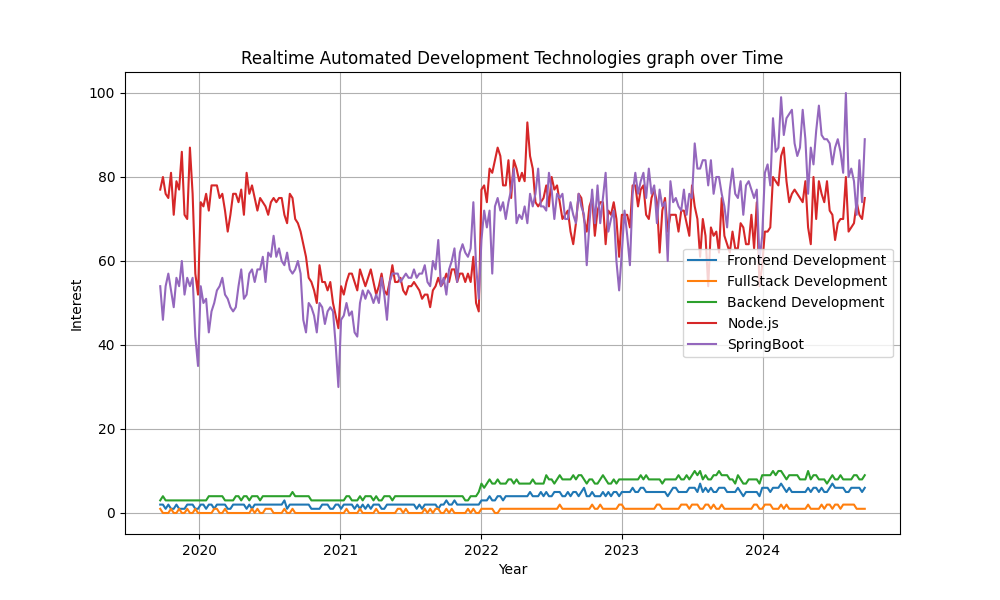 Realtime Automated Development Technologies graph over Time
100
80
60
40
20
0
Interest
2020
2021
2022
2023
2024
Year
Frontend Development
FullStack Development
Backend Development
Node.js
SpringBoot